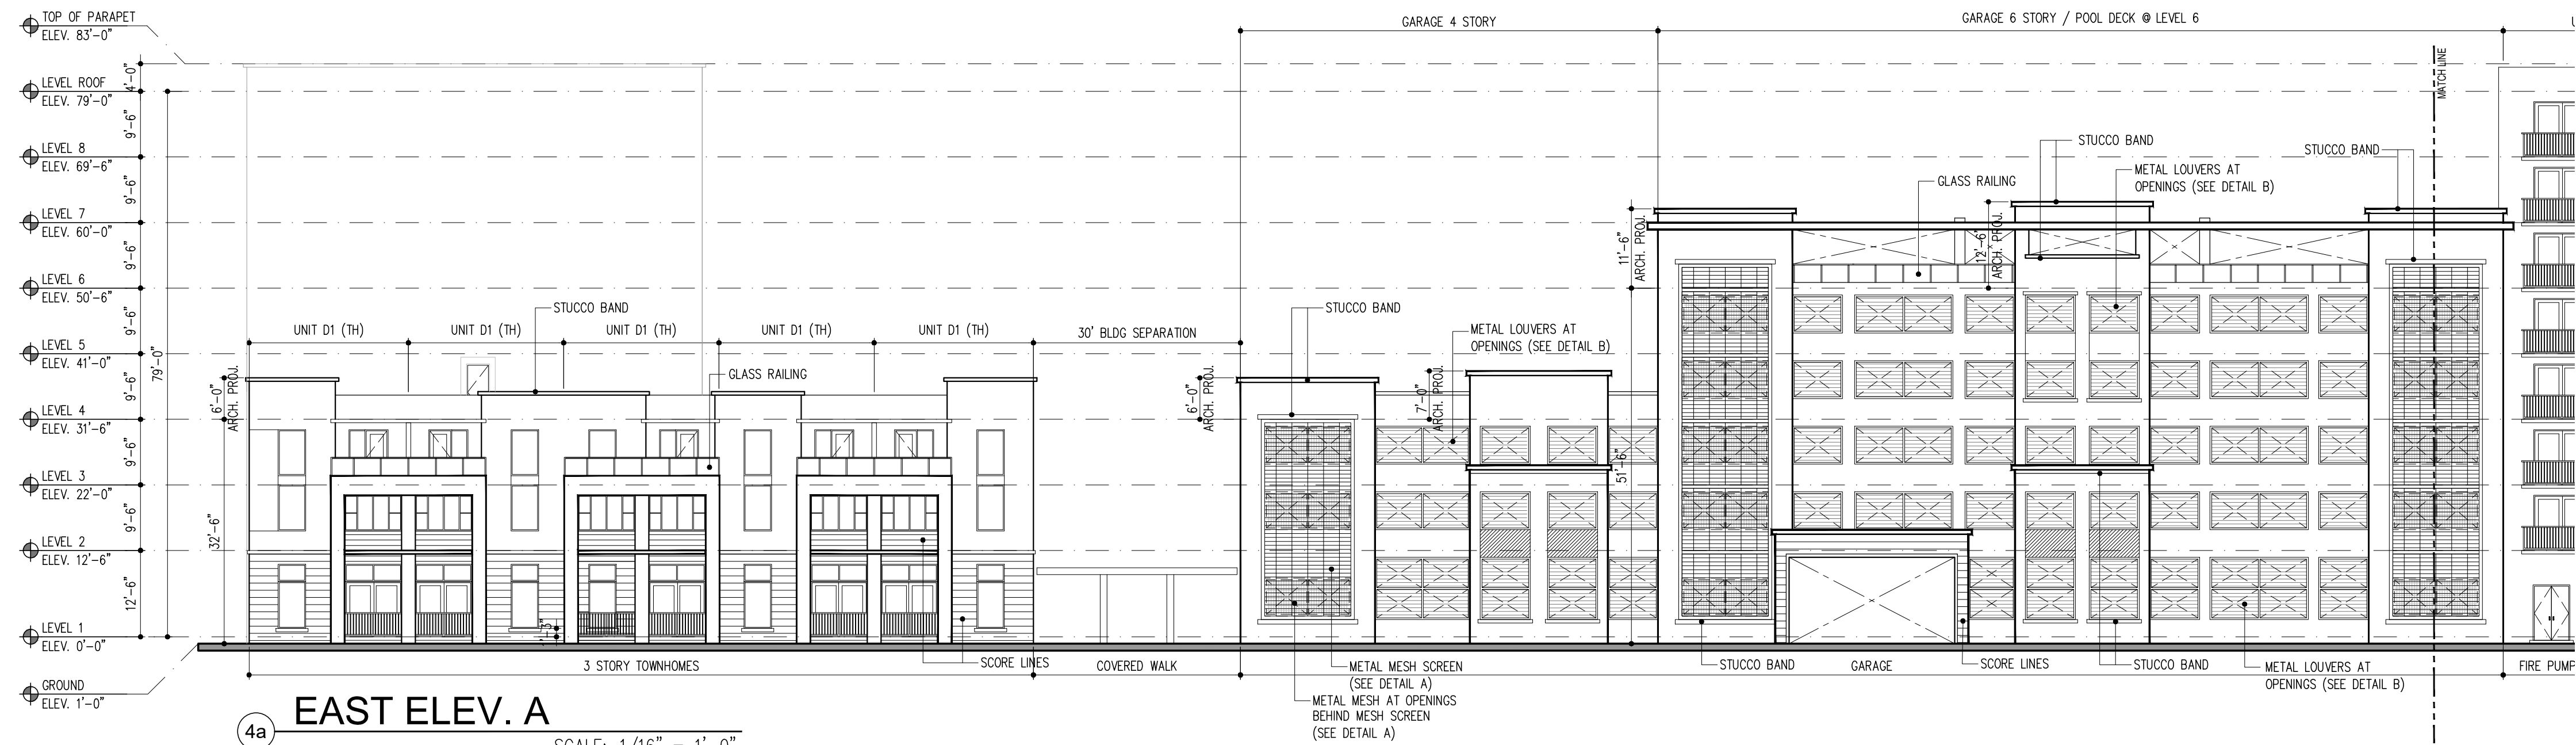 TOP OF PARAPET
ELEV. 83'-0"
LEVEL ROOF
ELEV. 79'-0"
LEVEL 8
ELEV. 69'-6"
LEVEL 7
ELEV. 60'-0"
LEVEL 6
ELEV. 50'-6"
LEVEL 5
ELEV. 41'-0"
LEVEL 4
ELEV. 31'-6"
LEVEL 3
ELEV. 22'-0"
LEVEL 2
ELEV. 12'-6"
LEVEL 1
ELEV. 0'-0"
GROUND
ELEV. 1'-0"
4'-0"
9'-6"
9'-6"
9'-6"
9'-6"
9'-6"
9'-6"
9'-6"
12'-6"
79'-0"
6'-0"
ARCH. PROJ.
32'-6"
UNIT D1 (TH)
UNIT D1 (TH)
UNIT D1 (TH)
UNIT D1 (TH)
UNIT D1 (TH)
30' BLDG SEPARATION
STUCCO BAND
GLASS RAILING
3 STORY TOWNHOMES
SCORE LINES
COVERED WALK
GARAGE 4 STORY
GARAGE 6 STORY / POOL DECK @ LEVEL 6
MATCH LINE
6'-0"
ARCH. PROJ.
STUCCO BAND
7'-0"
ARCH. PROJ.
METAL LOUVERS AT
OPENINGS (SEE DETAIL B)
11'-6"
ARCH. PROJ.
51'-6"
GLASS RAILING
12'-6"
ARCH. PROJ.
STUCCO BAND
METAL LOUVERS AT
OPENINGS (SEE DETAIL B)
STUCCO BAND
METAL MESH SCREEN
(SEE DETAIL A)
METAL MESH AT OPENINGS
BEHIND MESH SCREEN
(SEE DETAIL A)
STUCCO BAND
GARAGE
SCORE LINES
STUCCO BAND
METAL LOUVERS AT
OPENINGS (SEE DETAIL B)
FIRE PUMP
4a
EAST ELEV. A
SCALE: 1/16" = 1'-0"